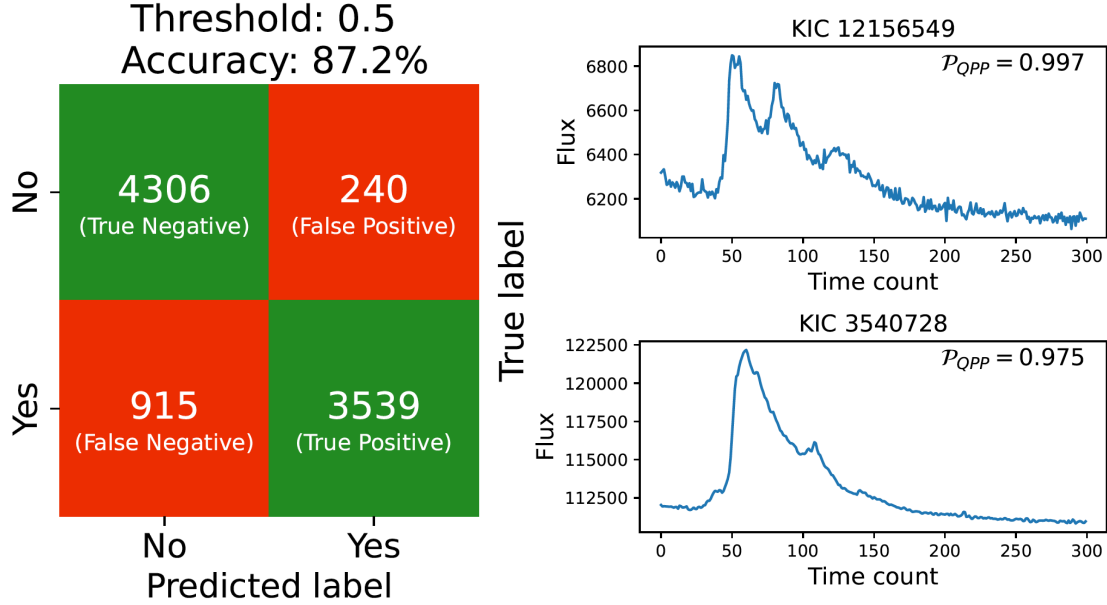 Threshold: 0.5
Accuracy: 87.2%
No
4306
(True Negative)
240
(False Positive)
Yes
915
(False Negative)
3539
(True Positive)
True label
No
Yes
Predicted label
KIC 12156549
𝒫QPP = 0.997
Flux
6800
6600
6400
6200
0 50 100 150 200 250 300
Time count
KIC 3540728
𝒫QPP = 0.975
Flux
122500
120000
117500
115000
112500
0 50 100 150 200 250 300
Time count